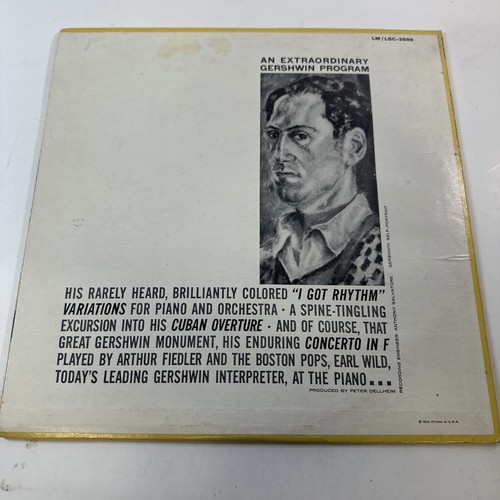 LM/LSC-2586
AN EXTRAORDINARY
GERSHWIN PROGRAM
GERSHWIN SELF-PORTRAIT
RECORDING ENGINEER: ANTHONY SALVATORE
HIS RARELY HEARD, BRILLIANTLY COLORED “I GOT RHYTHM”
VARIATIONS FOR PIANO AND ORCHESTRA · A SPINE-TINGLING
EXCURSION INTO HIS CUBAN OVERTURE · AND OF COURSE, THAT
GREAT GERSHWIN MONUMENT, HIS ENDURING CONCERTO IN F
PLAYED BY ARTHUR FIEDLER AND THE BOSTON POPS, EARL WILD,
TODAY'S LEADING GERSHWIN INTERPRETER, AT THE PIANO...
PRODUCED BY PETER DELLHEIM
© RCA Printed in U.S.A.